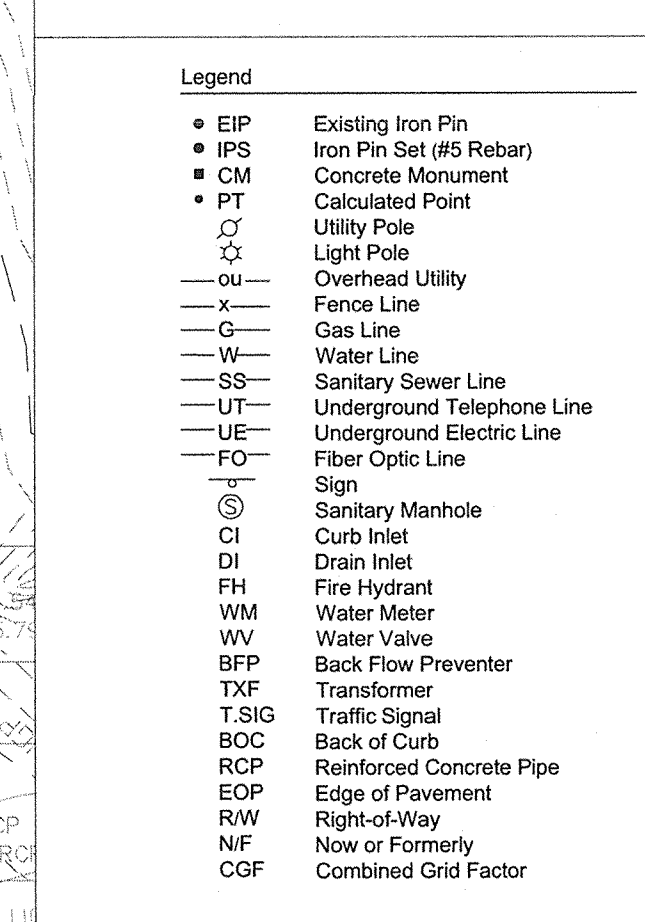 Legend
EIP Existing Iron Pin
IPS Iron Pin Set (#5 Rebar)
CM Concrete Monument
PT Calculated Point
Utility Pole
Light Pole
ou Overhead Utility
x Fence Line
G Gas Line
W Water Line
SS Sanitary Sewer Line
UT Underground Telephone Line
UE Underground Electric Line
FO Fiber Optic Line
Sign
S Sanitary Manhole
CI Curb Inlet
DI Drain Inlet
FH Fire Hydrant
WM Water Meter
WV Water Valve
BFP Back Flow Preventer
TXF Transformer
T.SIG Traffic Signal
BOC Back of Curb
RCP Reinforced Concrete Pipe
EOP Edge of Pavement
R/W Right-of-Way
N/F Now or Formerly
CGF Combined Grid Factor